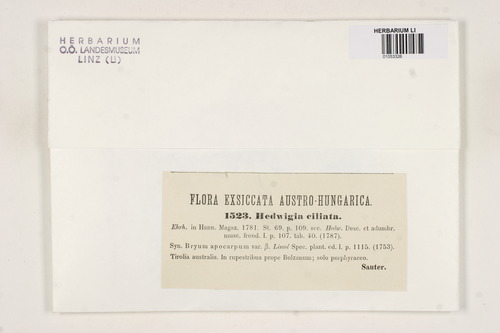 HERBARIUM
O.Ö. LANDESMUSEUM
LINZ (LI)
HERBARIUM LI
FLORA EXSICCATA AUSTRO-HUNGARICA.
1523. Hedwigia ciliata.
Ehrh. in Hann. Magaz. 1781. St. 69. p. 109. sec. Hedw. Desc. et adumbr.
musc. frond. I. p. 107. tab. 40. (1787).
Syn. Bryum apocarpum var. β. Linné Spec. plant. ed. I. p. 1115. (1753).
Tirolia australis. In rupestribus prope Bolzanum; solo porphyraceo.
Sauter.